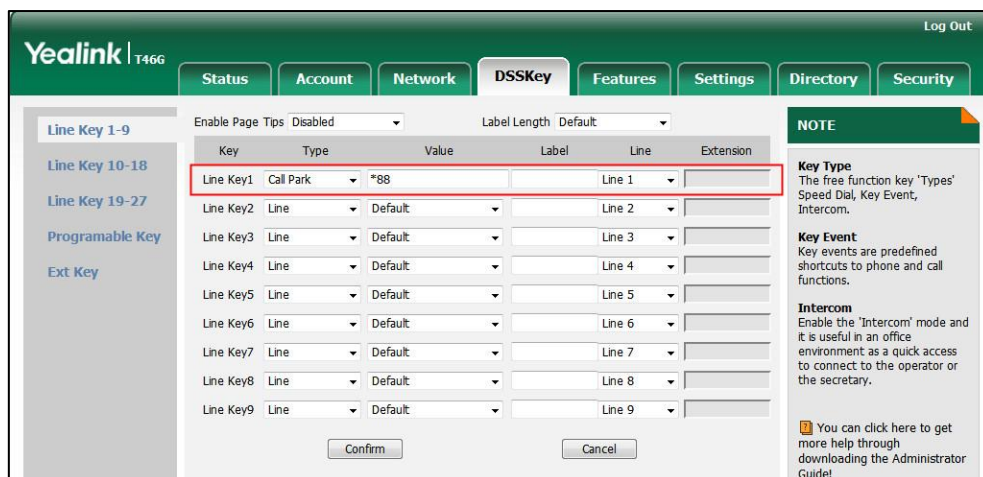 Log Out
Yealink T46G
Status Account Network DSSKey Features Settings Directory Security
Line Key 1-9
Line Key 10-18
Line Key 19-27
Programable Key
Ext Key
Enable Page Tips Disabled Label Length Default
Key Type Value Label Line Extension
Line Key1 Call Park *88 Line 1
Line Key2 Line Default Line 2
Line Key3 Line Default Line 3
Line Key4 Line Default Line 4
Line Key5 Line Default Line 5
Line Key6 Line Default Line 6
Line Key7 Line Default Line 7
Line Key8 Line Default Line 8
Line Key9 Line Default Line 9
Confirm Cancel
NOTE
Key Type
The free function key 'Types'
Speed Dial, Key Event,
Intercom.
Key Event
Key events are predefined
shortcuts to phone and call
functions.
Intercom
Enable the 'Intercom' mode and
it is useful in an office
environment as a quick access
to connect to the operator or
the secretary.
You can click here to get
more help through
downloading the Administrator
Guide!